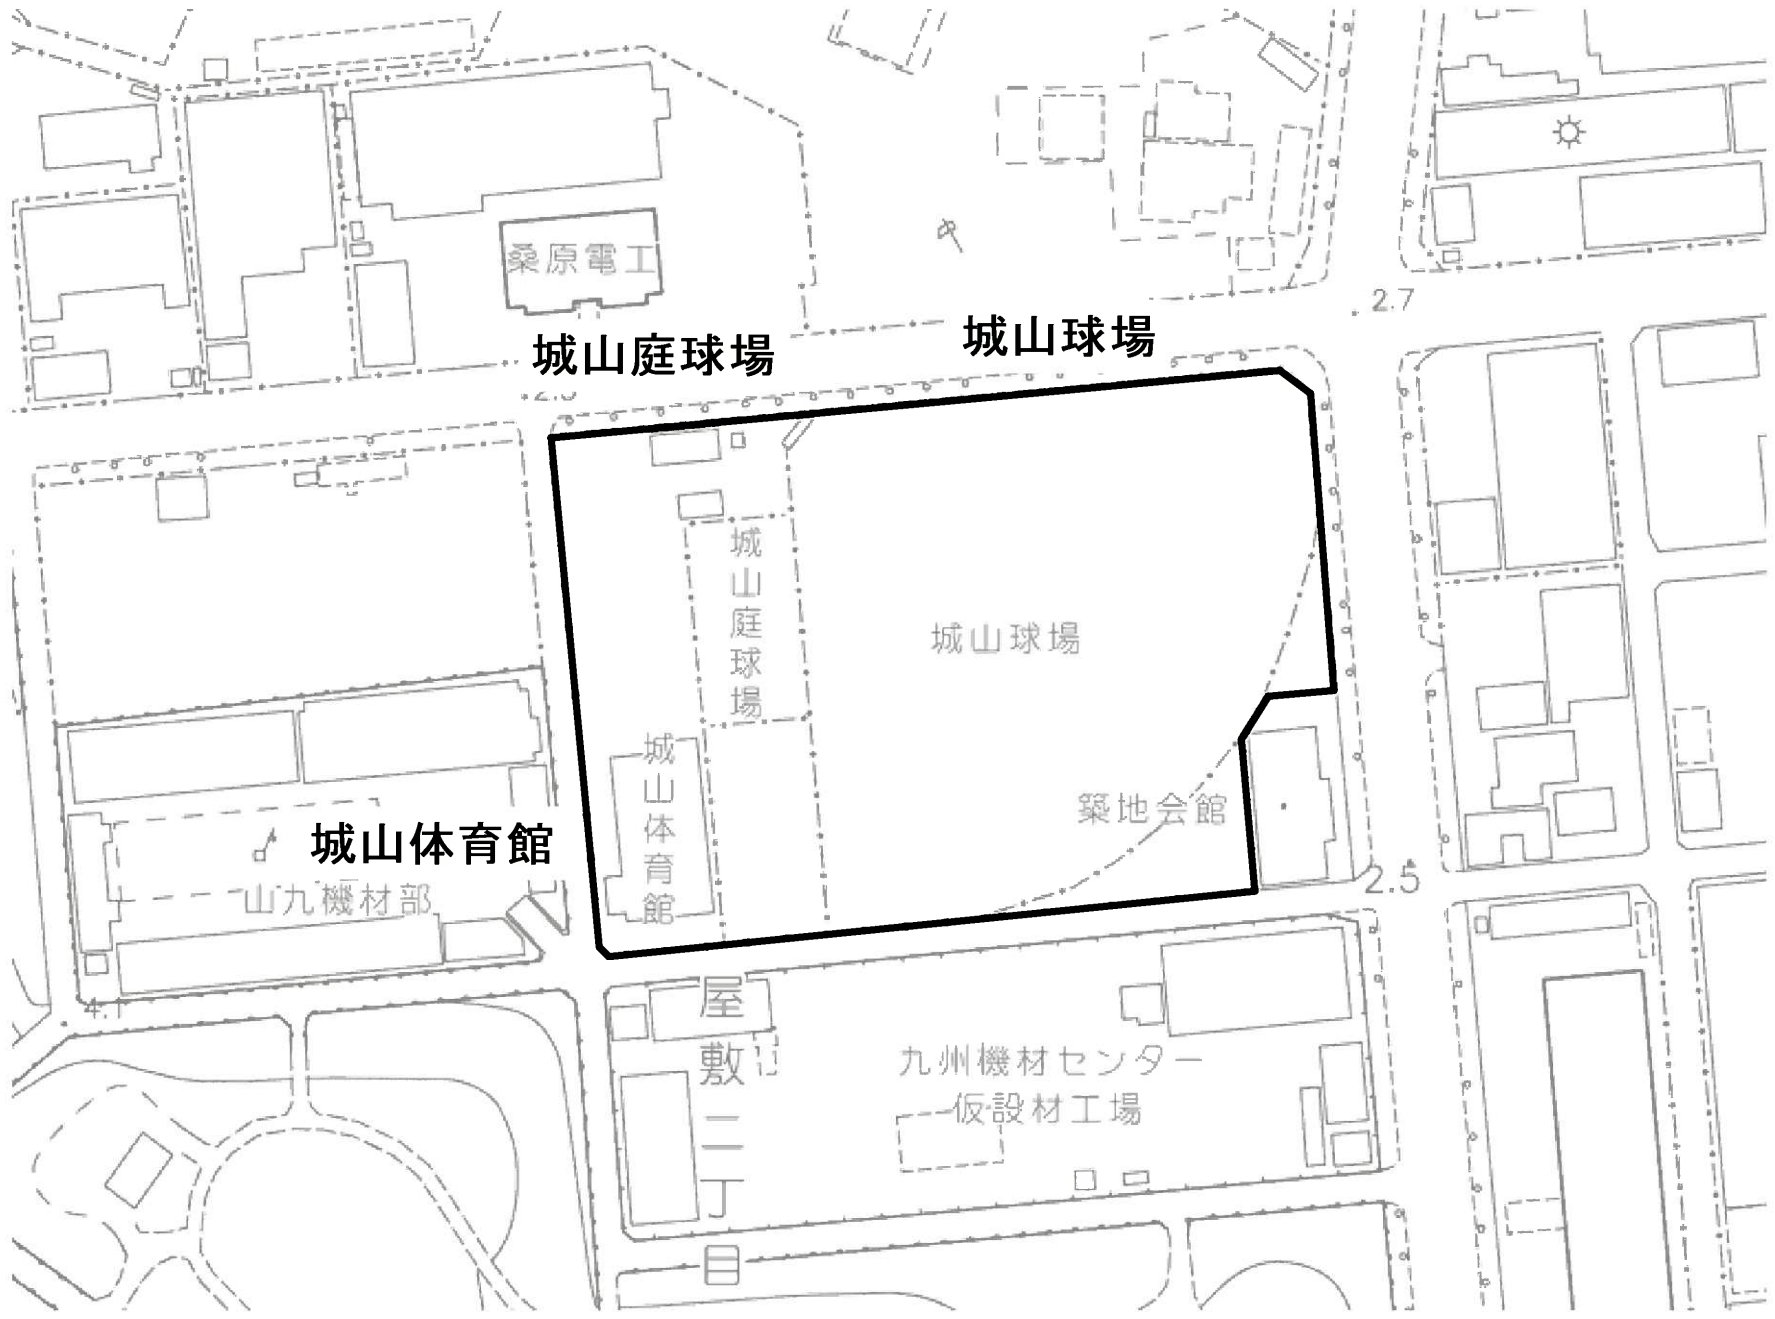 桑原電工
2.7
城山庭球場
城山球場
城山庭球場
城山球場
城山体育館
築地会館
城山体育館
2.5
山九機材部
屋敷二丁目
九州機材センター
仮設材工場